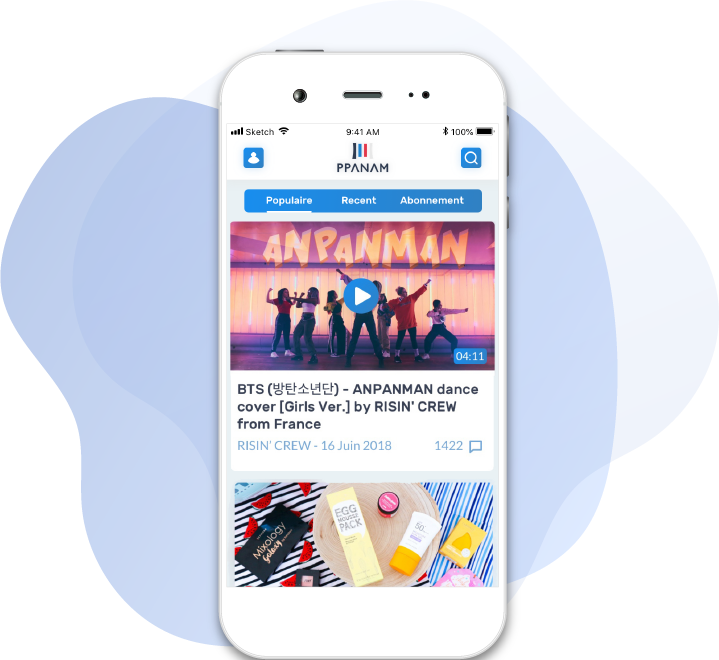 Sketch 9:41 AM 100%
PPANAM
Populaire Recent Abonnement
ANPANMAN
04:11
BTS (방탄소년단) - ANPANMAN dance
cover [Girls Ver.] by RISIN' CREW
from France
RISIN' CREW - 16 Juin 2018 1422
EGG
MOUSSE
PACK
50
Mixology
galaxy